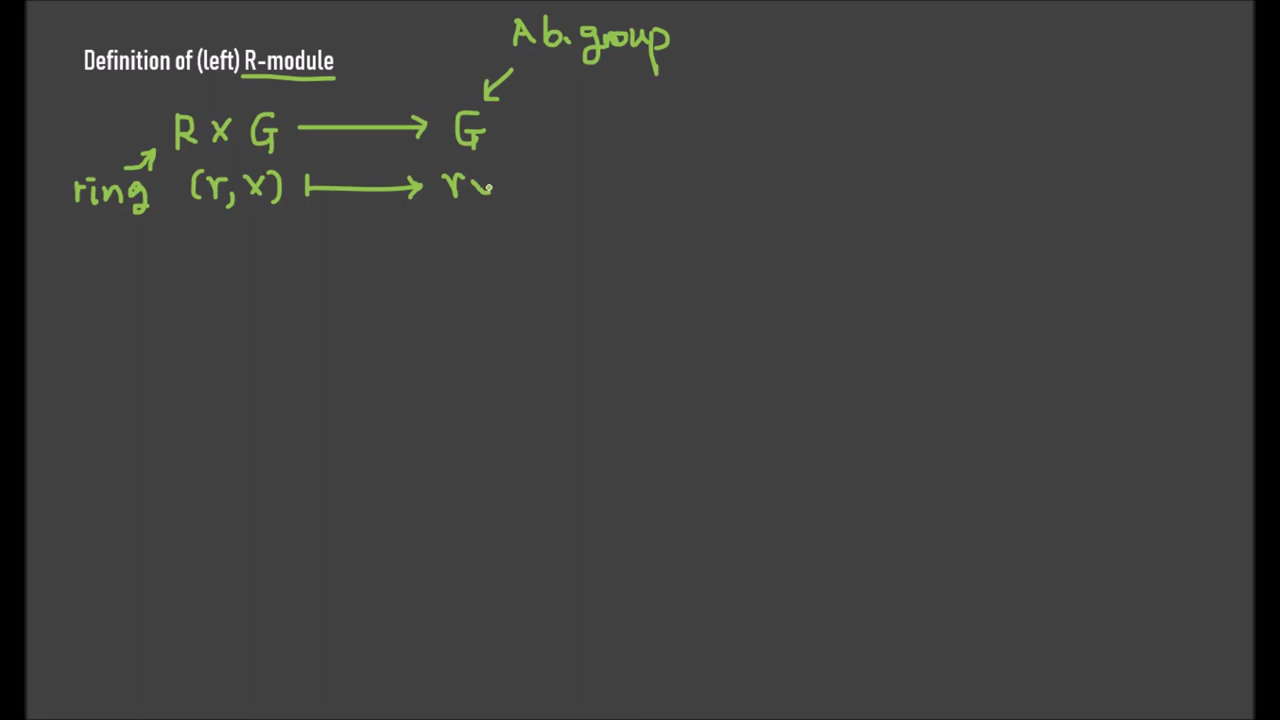 Ab. group
Definition of (left) R-module
R × G ⟶ G
ring (r, x) ⟼ r